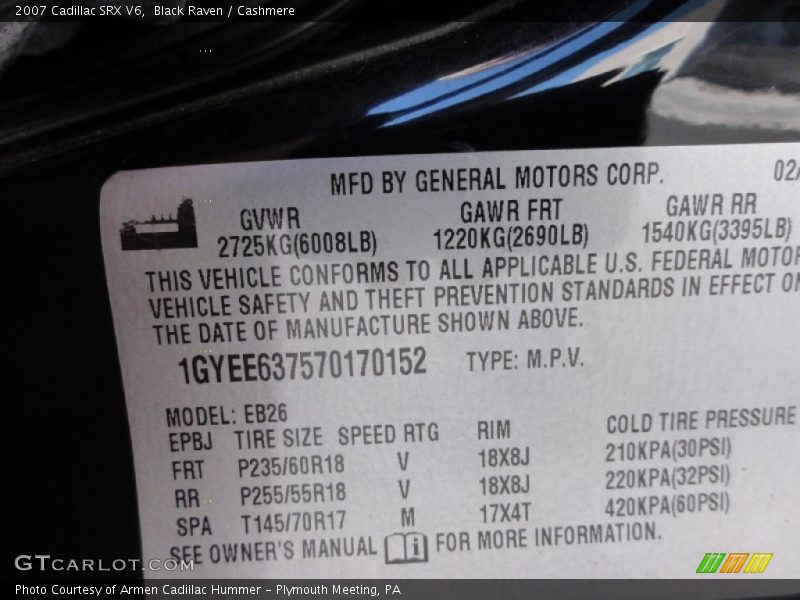 2007 Cadillac SRX V6, Black Raven / Cashmere
MFD BY GENERAL MOTORS CORP. 02/
GVWR GAWR FRT GAWR RR
2725KG(6008LB) 1220KG(2690LB) 1540KG(3395LB)
THIS VEHICLE CONFORMS TO ALL APPLICABLE U.S. FEDERAL MOTOR
VEHICLE SAFETY AND THEFT PREVENTION STANDARDS IN EFFECT ON
THE DATE OF MANUFACTURE SHOWN ABOVE.
1GYEE637570170152 TYPE: M.P.V.
MODEL: EB26
EPBJ TIRE SIZE SPEED RTG RIM COLD TIRE PRESSURE
FRT P235/60R18 V 18X8J 210KPA(30PSI)
RR P255/55R18 V 18X8J 220KPA(32PSI)
SPA T145/70R17 M 17X4T 420KPA(60PSI)
SEE OWNER'S MANUAL i FOR MORE INFORMATION.
GTCARLOT.COM
Photo Courtesy of Armen Cadillac Hummer – Plymouth Meeting, PA